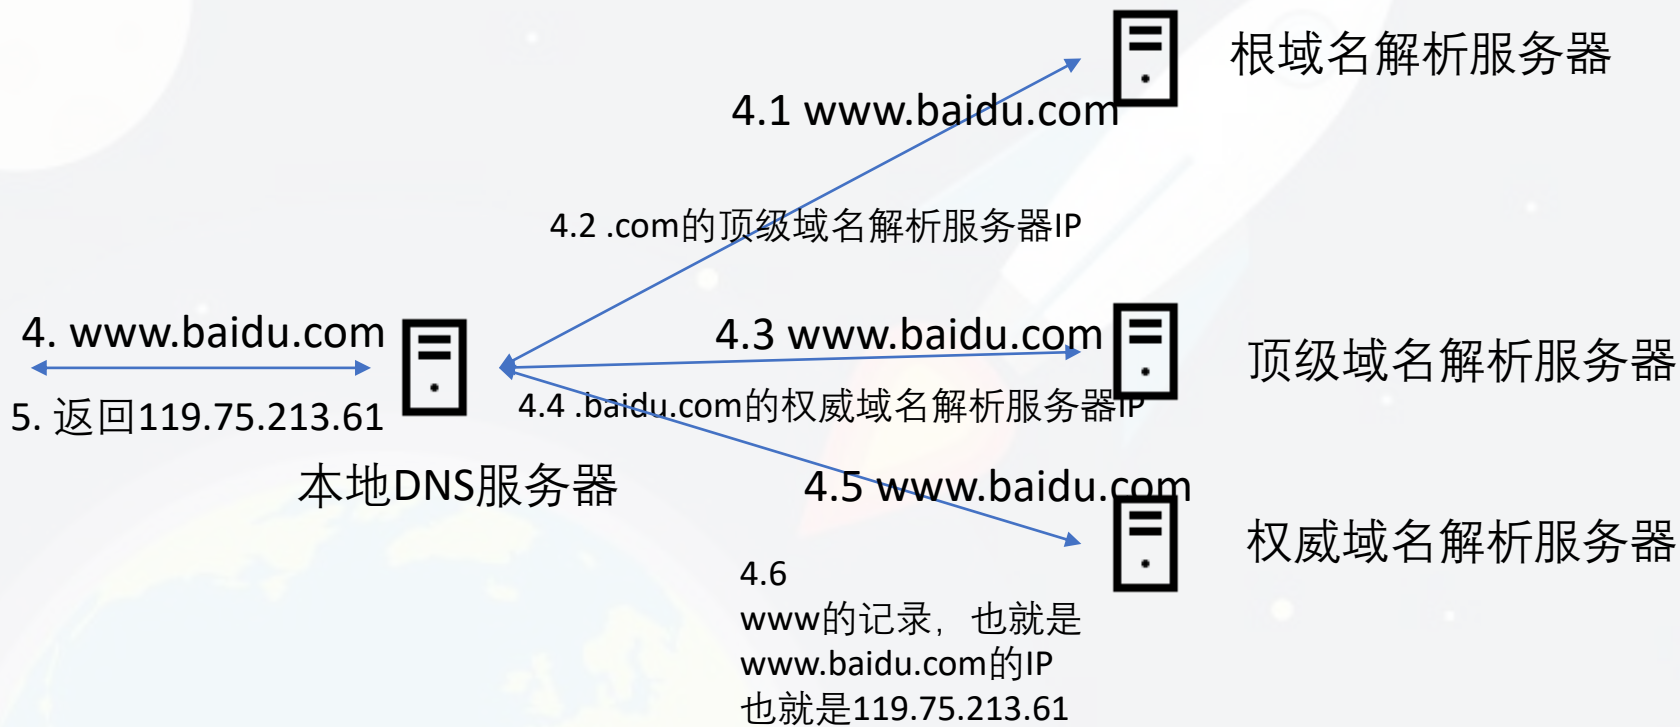 根域名解析服务器
4.1 www.baidu.com
4.2 .com的顶级域名解析服务器IP
4. www.baidu.com
4.3 www.baidu.com
顶级域名解析服务器
5. 返回119.75.213.61
4.4 .baidu.com的权威域名解析服务器IP
本地DNS服务器
4.5 www.baidu.com
权威域名解析服务器
4.6
www的记录，也就是
www.baidu.com的IP
也就是119.75.213.61